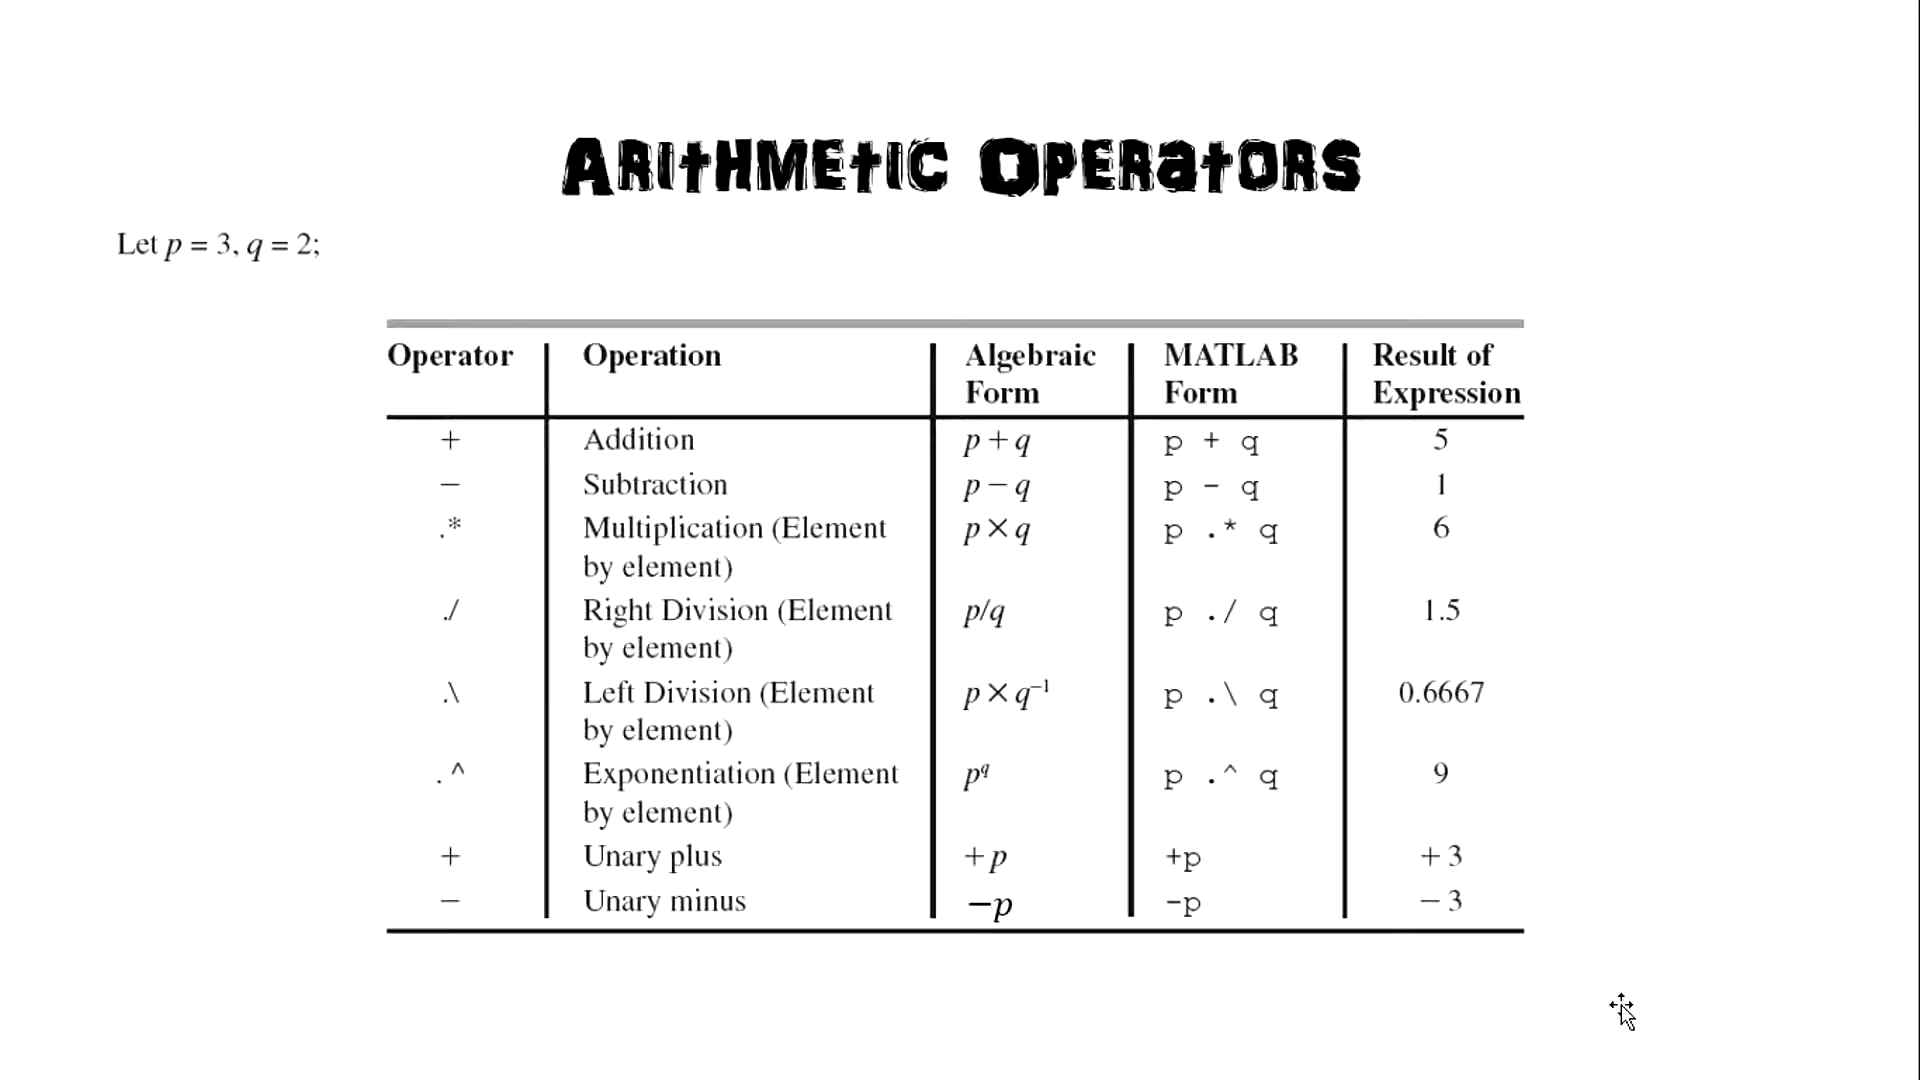 Arithmetic Operators
Let p = 3, q = 2;
Operator Operation Algebraic Form MATLAB Form Result of Expression
+ Addition p + q p + q 5
− Subtraction p − q p - q 1
.* Multiplication (Element by element) p × q p .* q 6
./ Right Division (Element by element) p/q p ./ q 1.5
.\ Left Division (Element by element) p × q⁻¹ p .\ q 0.6667
.^ Exponentiation (Element by element) p^q p .^ q 9
+ Unary plus +p +p +3
− Unary minus −p -p −3